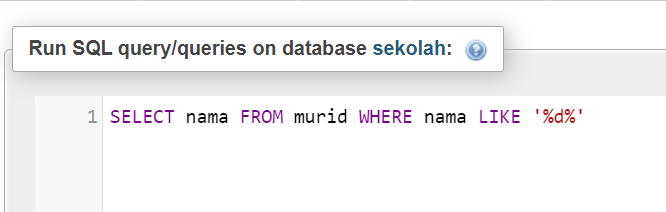 Run SQL query/queries on database sekolah:
1 SELECT nama FROM murid WHERE nama LIKE '%d%'